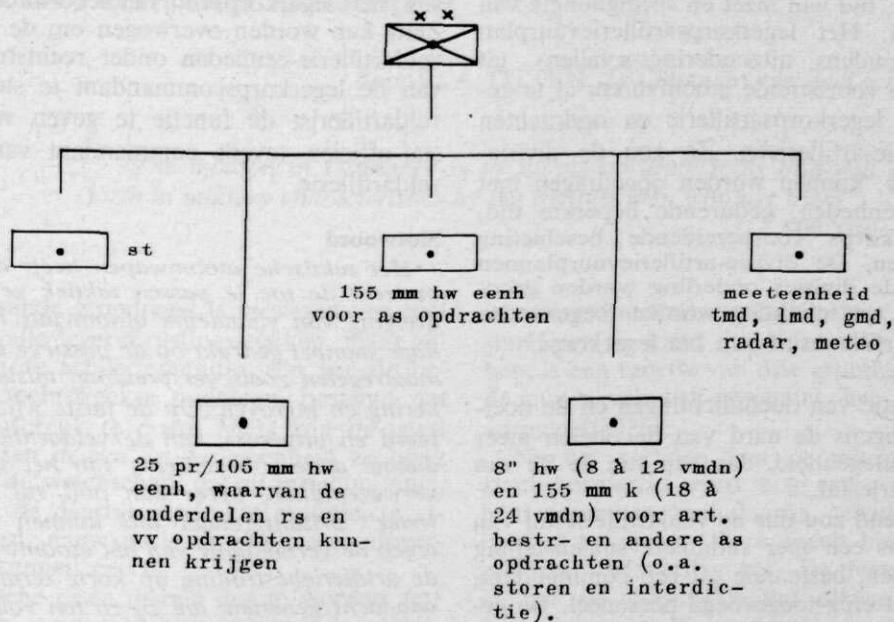 x x
st
155 mm hw eenh
voor as opdrachten
meeteenheid
tmd, lmd, gmd,
radar, meteo
25 pr/105 mm hw
eenh, waarvan de
onderdelen rs of
vv opdrachten kun-
nen krijgen
8" hw (8 à 12 vmdn)
en 155 mm k (18 à
24 vmdn) voor art.
bestr- en andere as
opdrachten (o.a.
storen en interdic-
tie).